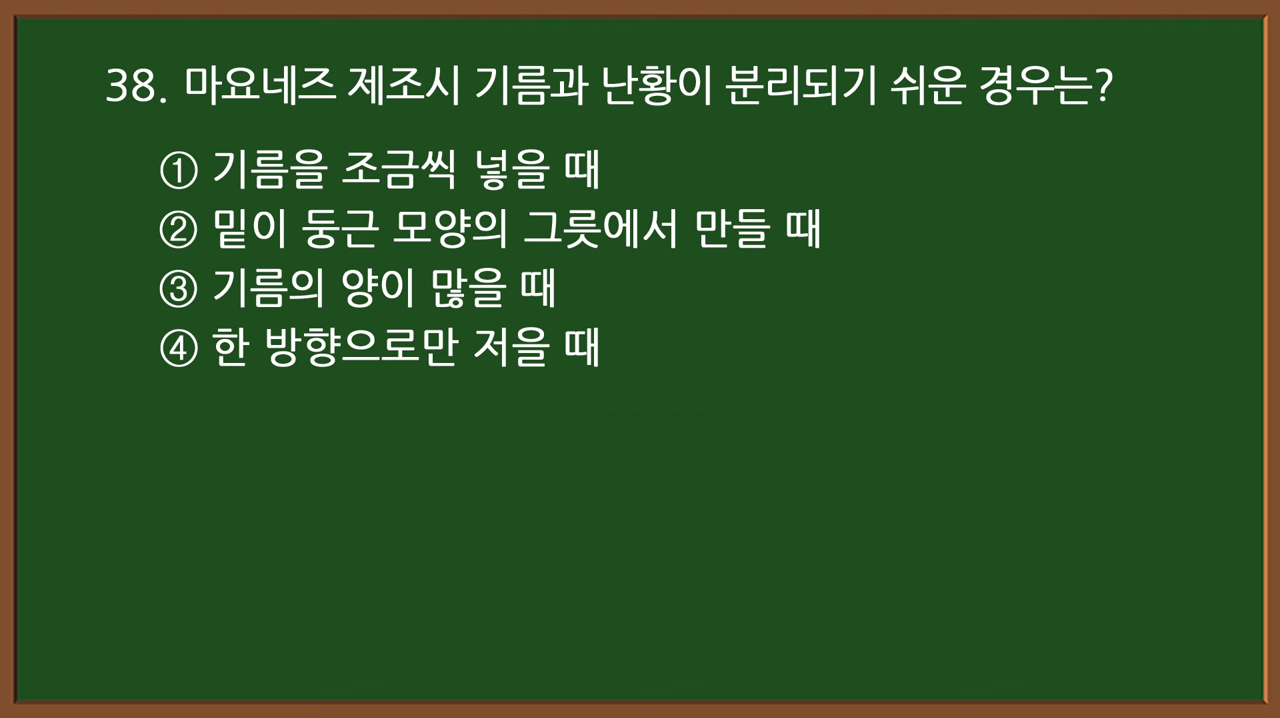 38. 마요네즈 제조시 기름과 난황이 분리되기 쉬운 경우는?
① 기름을 조금씩 넣을 때
② 밑이 둥근 모양의 그릇에서 만들 때
③ 기름의 양이 많을 때
④ 한 방향으로만 저을 때